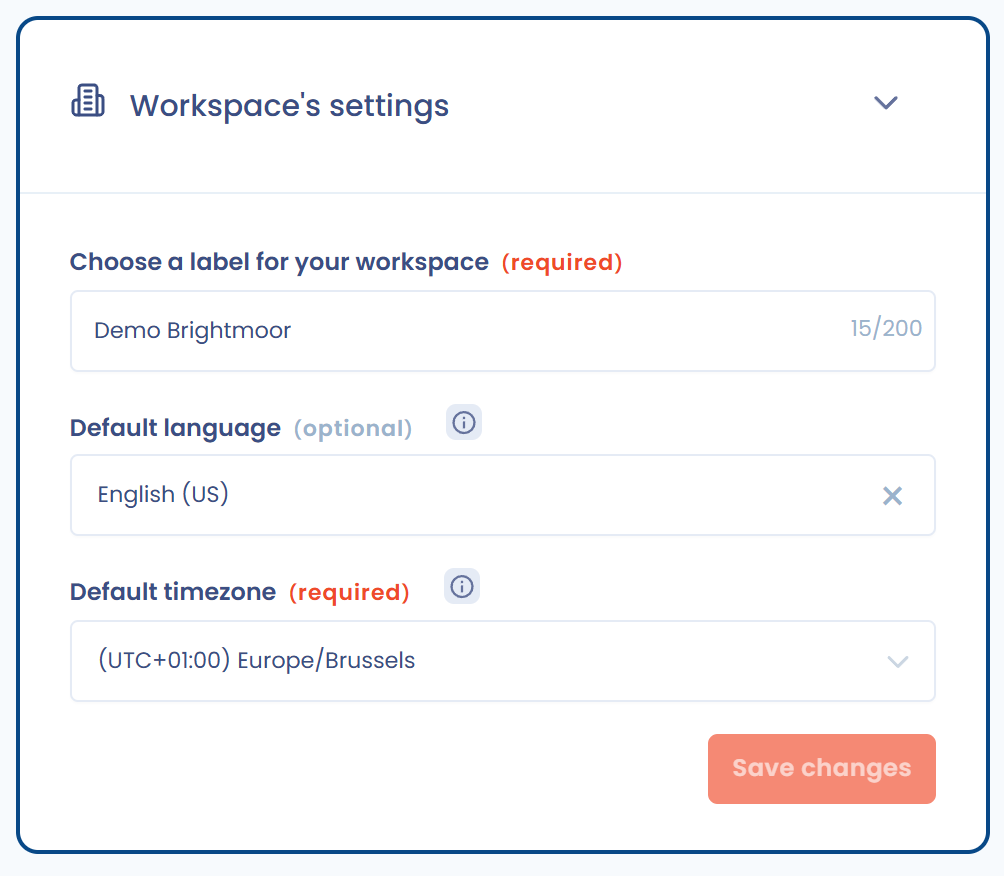 Workspace's settings
Choose a label for your workspace (required)
Demo Brightmoor 15/200
Default language (optional)
English (US)
Default timezone (required)
(UTC+01:00) Europe/Brussels
Save changes